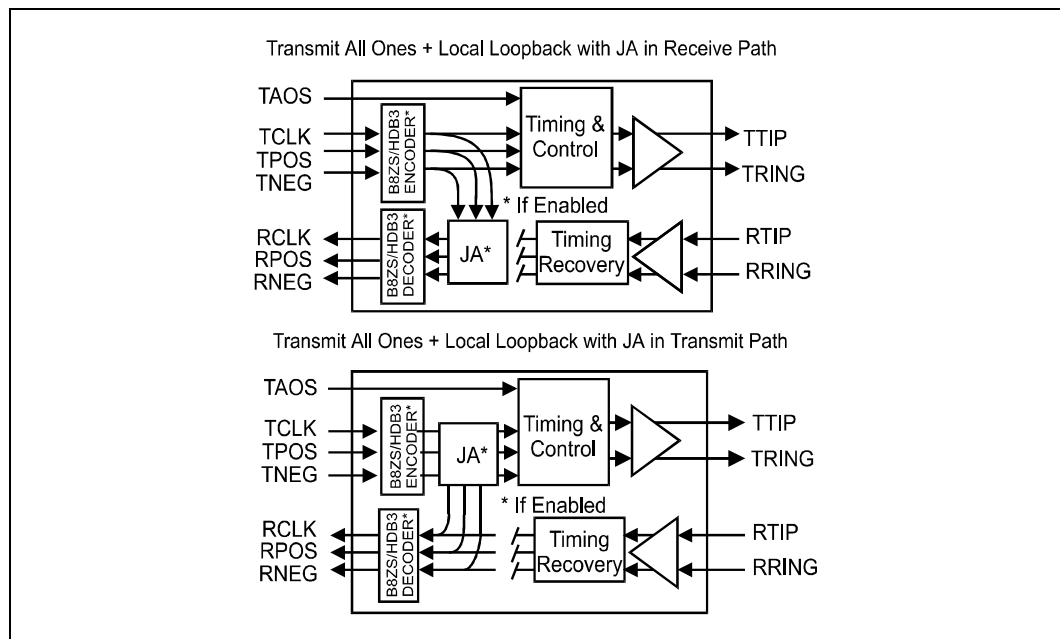 Transmit All Ones + Local Loopback with JA in Receive Path
TAOS
TCLK
TPOS
TNEG
B8ZS/HDB3
ENCODER*
Timing &
Control
TTIP
TRING
* If Enabled
RCLK
RPOS
RNEG
B8ZS/HDB3
DECODER*
JA*
Timing
Recovery
RTIP
RRING
Transmit All Ones + Local Loopback with JA in Transmit Path
TAOS
TCLK
TPOS
TNEG
B8ZS/HDB3
ENCODER*
JA*
Timing &
Control
TTIP
TRING
* If Enabled
RCLK
RPOS
RNEG
B8ZS/HDB3
DECODER*
Timing
Recovery
RTIP
RRING